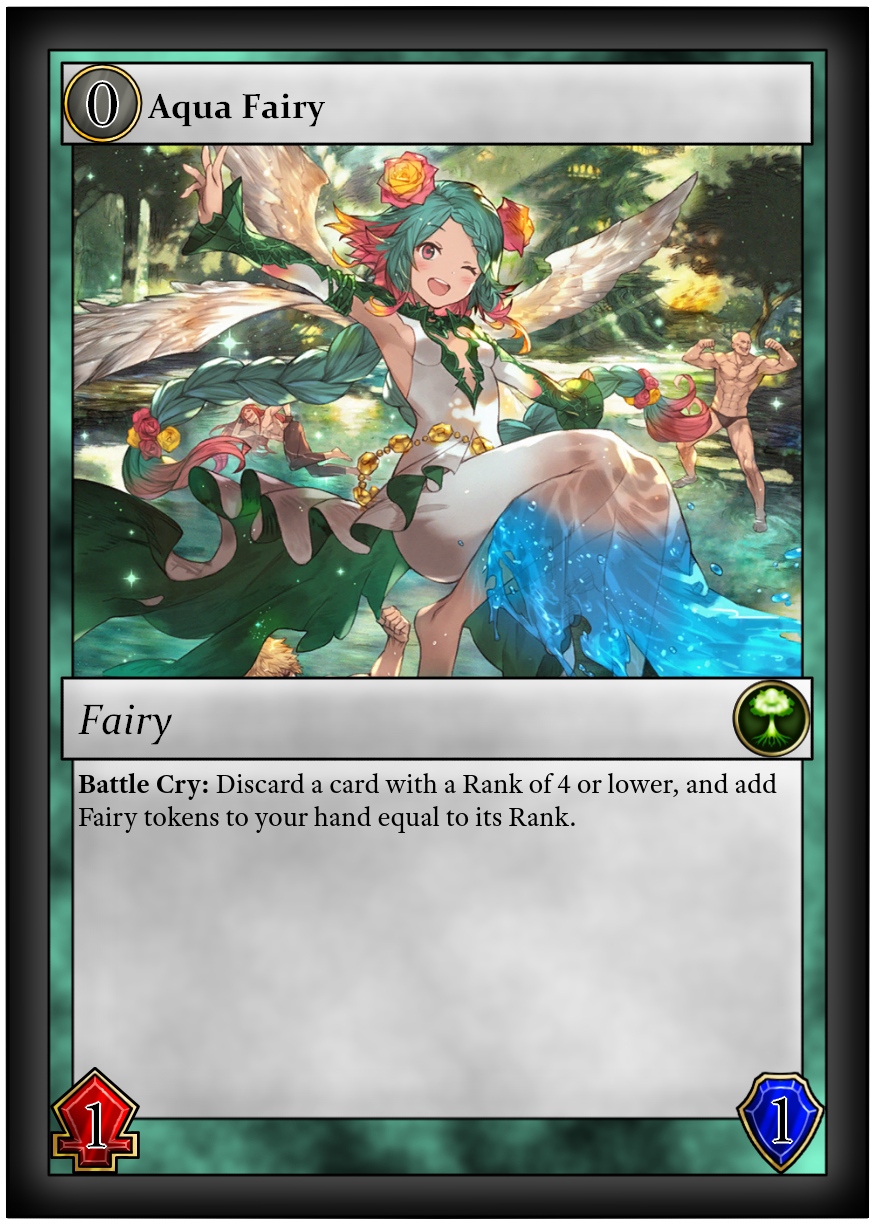 0 Aqua Fairy
Fairy
Battle Cry: Discard a card with a Rank of 4 or lower, and add
Fairy tokens to your hand equal to its Rank.
1 1